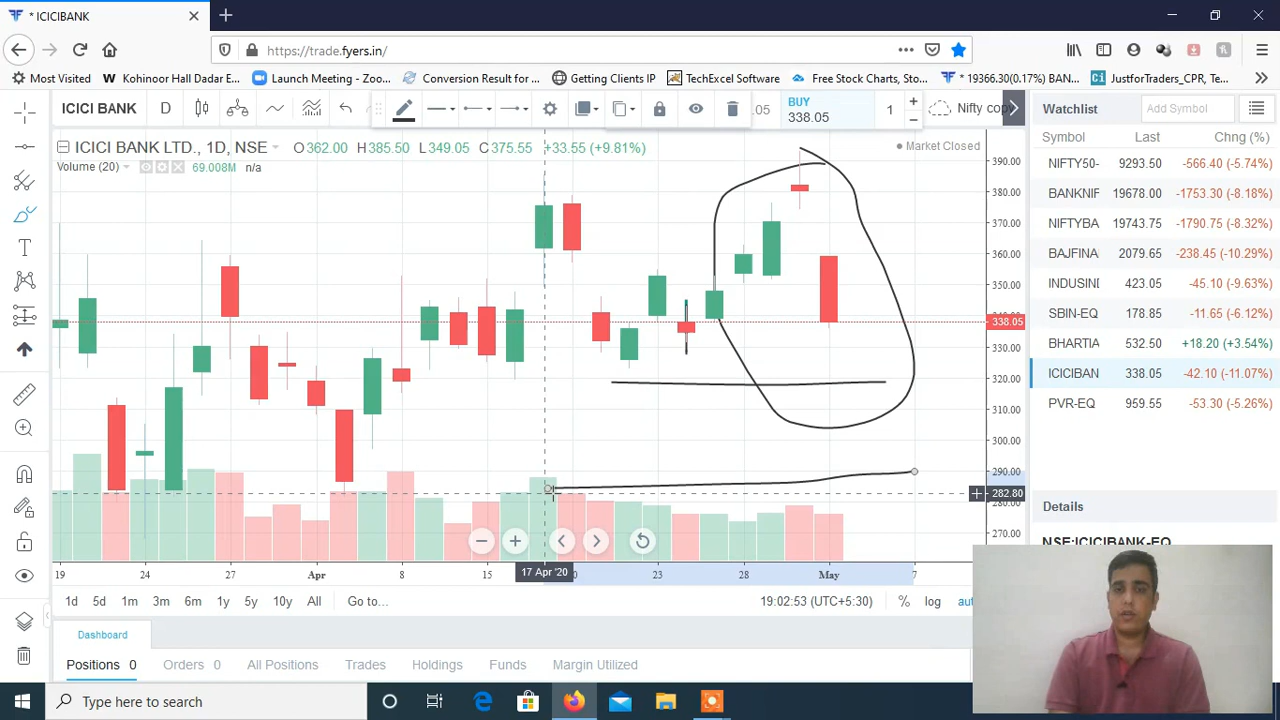 * ICICIBANK
https://trade.fyers.in/
Most Visited
W Kohinoor Hall Dadar E...
Launch Meeting - Zoo...
Conversion Result for ...
Getting Clients IP
TechExcel Software
Free Stock Charts, Sto...
* 19366.30(0.17%) BAN...
Ci JustforTraders_CPR, Te...
ICICI BANK D
.05
BUY
338.05
1
Nifty cop
Watchlist
Add Symbol
ICICI BANK LTD., 1D, NSE O362.00 H385.50 L349.05 C375.55 +33.55 (+9.81%)
Market Closed
Volume (20) 69.008M n/a
Symbol Last Chng (%)
NIFTY50- 9293.50 -566.40 (-5.74%)
BANKNIF 19678.00 -1753.30 (-8.18%)
NIFTYBA 19743.75 -1790.75 (-8.32%)
BAJFINA 2079.65 -238.45 (-10.29%)
INDUSINI 423.05 -45.10 (-9.63%)
SBIN-EQ 178.85 -11.65 (-6.12%)
BHARTIA 532.50 +18.20 (+3.54%)
ICICIBAN 338.05 -42.10 (-11.07%)
PVR-EQ 959.55 -53.30 (-5.26%)
390.00
380.00
370.00
360.00
350.00
338.05
330.00
320.00
310.00
300.00
290.00
282.80
270.00
Details
NSE:ICICIBANK-EQ
19 24 27 Apr 8 15 17 Apr '20 23 28 May 7
1d 5d 1m 3m 6m 1y 5y 10y All Go to...
19:02:53 (UTC+5:30) % log aut
Dashboard
Positions 0 Orders 0 All Positions Trades Holdings Funds Margin Utilized
Type here to search